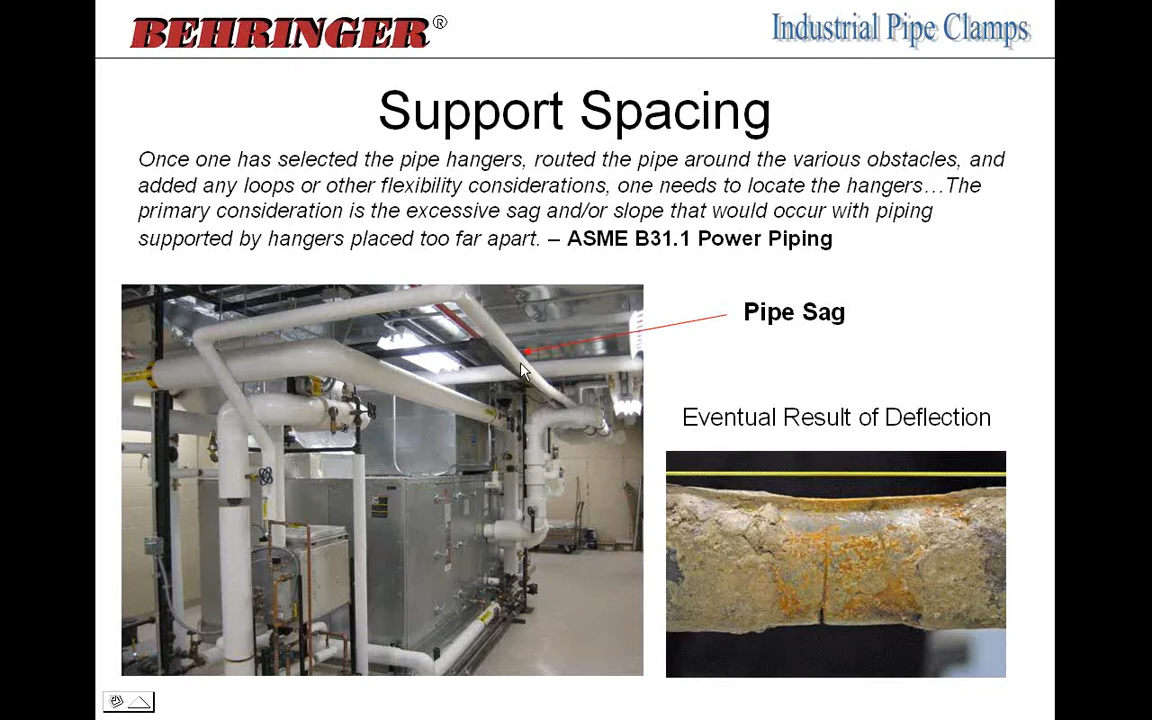 BEHRINGER®
Industrial Pipe Clamps
Support Spacing
Once one has selected the pipe hangers, routed the pipe around the various obstacles, and
added any loops or other flexibility considerations, one needs to locate the hangers…The
primary consideration is the excessive sag and/or slope that would occur with piping
supported by hangers placed too far apart. – ASME B31.1 Power Piping
Pipe Sag
Eventual Result of Deflection